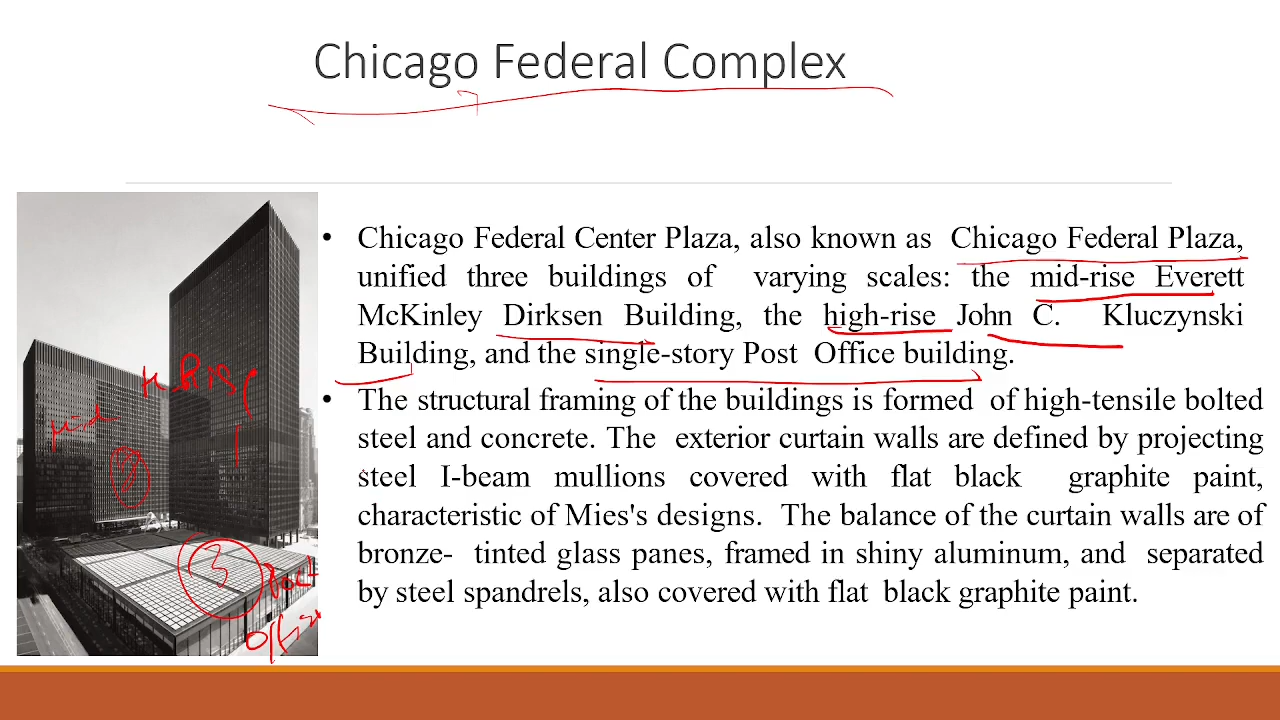 Chicago Federal Complex
• Chicago Federal Center Plaza, also known as Chicago Federal Plaza,
unified three buildings of varying scales: the mid-rise Everett
McKinley Dirksen Building, the high-rise John C. Kluczynski
Building, and the single-story Post Office building.
• The structural framing of the buildings is formed of high-tensile bolted
steel and concrete. The exterior curtain walls are defined by projecting
steel I-beam mullions covered with flat black graphite paint,
characteristic of Mies's designs. The balance of the curtain walls are of
bronze- tinted glass panes, framed in shiny aluminum, and separated
by steel spandrels, also covered with flat black graphite paint.
mid
2
1
3